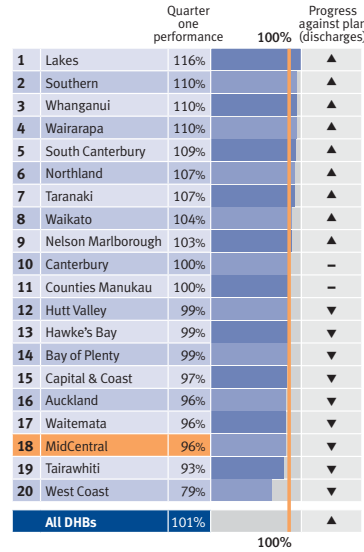 Quarter one performance
100%
Progress against plan (discharges)
1 Lakes 116% ▲
2 Southern 110% ▲
3 Whanganui 110% ▲
4 Wairarapa 110% ▲
5 South Canterbury 109% ▲
6 Northland 107% ▲
7 Taranaki 107% ▲
8 Waikato 104% ▲
9 Nelson Marlborough 103% ▲
10 Canterbury 100% –
11 Counties Manukau 100% –
12 Hutt Valley 99% ▼
13 Hawke's Bay 99% ▼
14 Bay of Plenty 99% ▼
15 Capital & Coast 97% ▼
16 Auckland 96% ▼
17 Waitemata 96% ▼
18 MidCentral 96% ▼
19 Tairawhiti 93% ▼
20 West Coast 79% ▼
All DHBs 101% ▲
100%